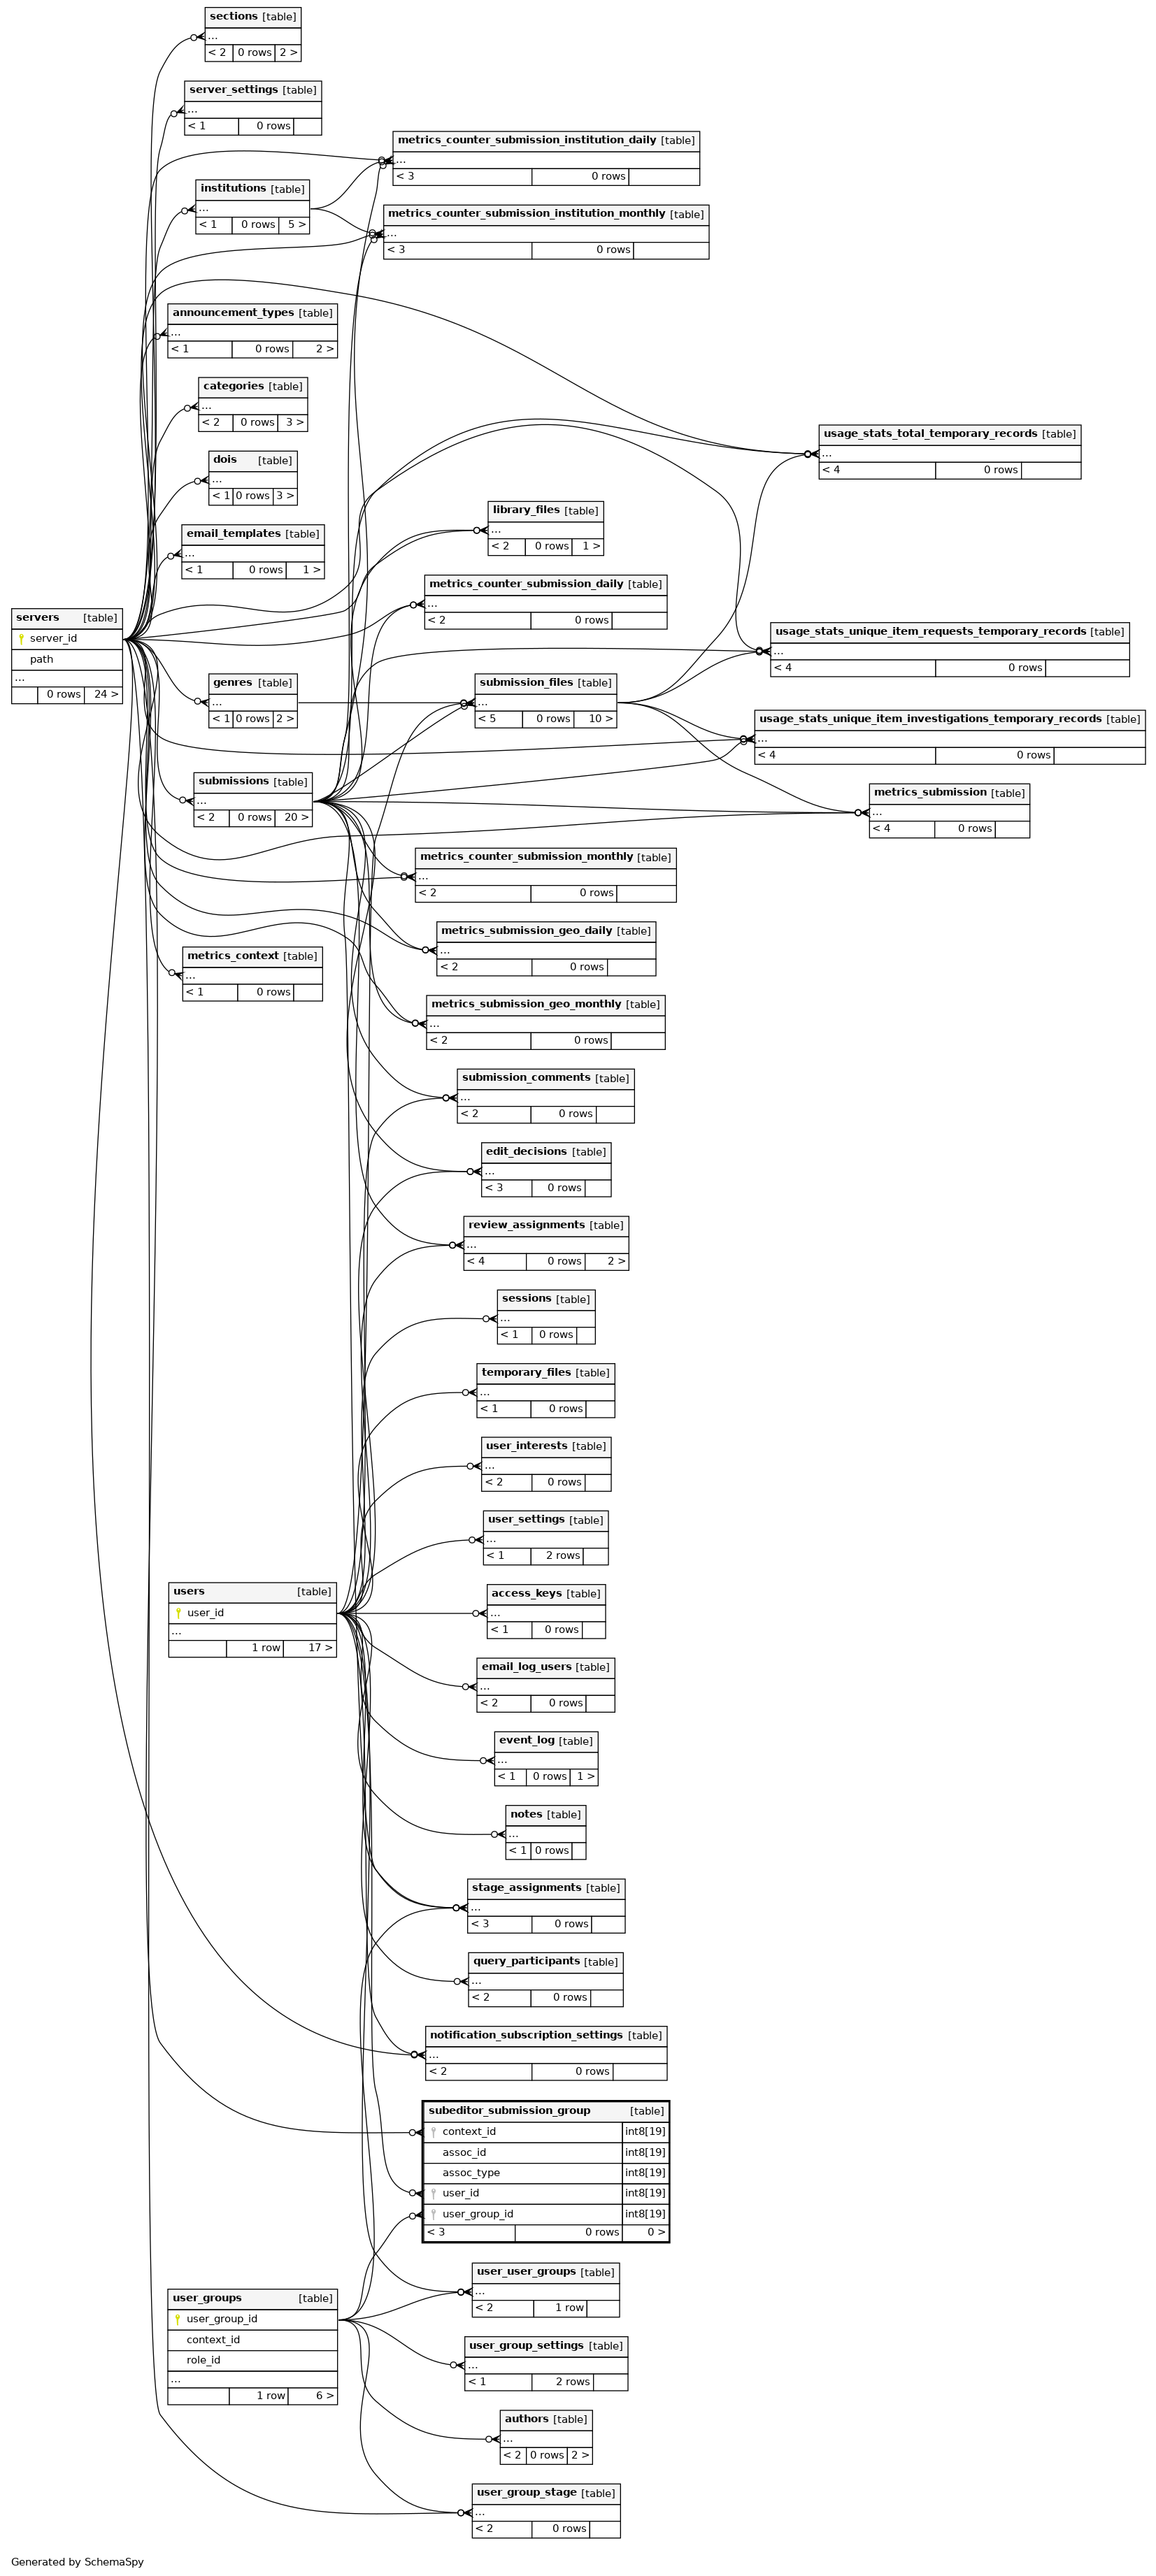 sections [table]
...
< 2 0 rows 2 >
server_settings [table]
...
< 1 0 rows
metrics_counter_submission_institution_daily [table]
...
< 3 0 rows
institutions [table]
...
< 1 0 rows 5 >
metrics_counter_submission_institution_monthly [table]
...
< 3 0 rows
announcement_types [table]
...
< 1 0 rows 2 >
categories [table]
...
< 2 0 rows 3 >
usage_stats_total_temporary_records [table]
...
< 4 0 rows
dois [table]
...
< 1 0 rows 3 >
library_files [table]
...
< 2 0 rows 1 >
email_templates [table]
...
< 1 0 rows 1 >
metrics_counter_submission_daily [table]
...
< 2 0 rows
servers [table]
server_id
path
...
0 rows 24 >
usage_stats_unique_item_requests_temporary_records [table]
...
< 4 0 rows
genres [table]
...
< 1 0 rows 2 >
submission_files [table]
...
< 5 0 rows 10 >
usage_stats_unique_item_investigations_temporary_records [table]
...
< 4 0 rows
submissions [table]
...
< 2 0 rows 20 >
metrics_submission [table]
...
< 4 0 rows
metrics_counter_submission_monthly [table]
...
< 2 0 rows
metrics_submission_geo_daily [table]
...
< 2 0 rows
metrics_context [table]
...
< 1 0 rows
metrics_submission_geo_monthly [table]
...
< 2 0 rows
submission_comments [table]
...
< 2 0 rows
edit_decisions [table]
...
< 3 0 rows
review_assignments [table]
...
< 4 0 rows 2 >
sessions [table]
...
< 1 0 rows
temporary_files [table]
...
< 1 0 rows
user_interests [table]
...
< 2 0 rows
user_settings [table]
...
< 1 2 rows
users [table]
user_id
...
1 row 17 >
access_keys [table]
...
< 1 0 rows
email_log_users [table]
...
< 2 0 rows
event_log [table]
...
< 1 0 rows 1 >
notes [table]
...
< 1 0 rows
stage_assignments [table]
...
< 3 0 rows
query_participants [table]
...
< 2 0 rows
notification_subscription_settings [table]
...
< 2 0 rows
subeditor_submission_group [table]
context_id int8[19]
assoc_id int8[19]
assoc_type int8[19]
user_id int8[19]
user_group_id int8[19]
< 3 0 rows 0 >
user_user_groups [table]
...
< 2 1 row
user_groups [table]
user_group_id
context_id
role_id
...
1 row 6 >
user_group_settings [table]
...
< 1 2 rows
authors [table]
...
< 2 0 rows 2 >
user_group_stage [table]
...
< 2 0 rows
Generated by SchemaSpy